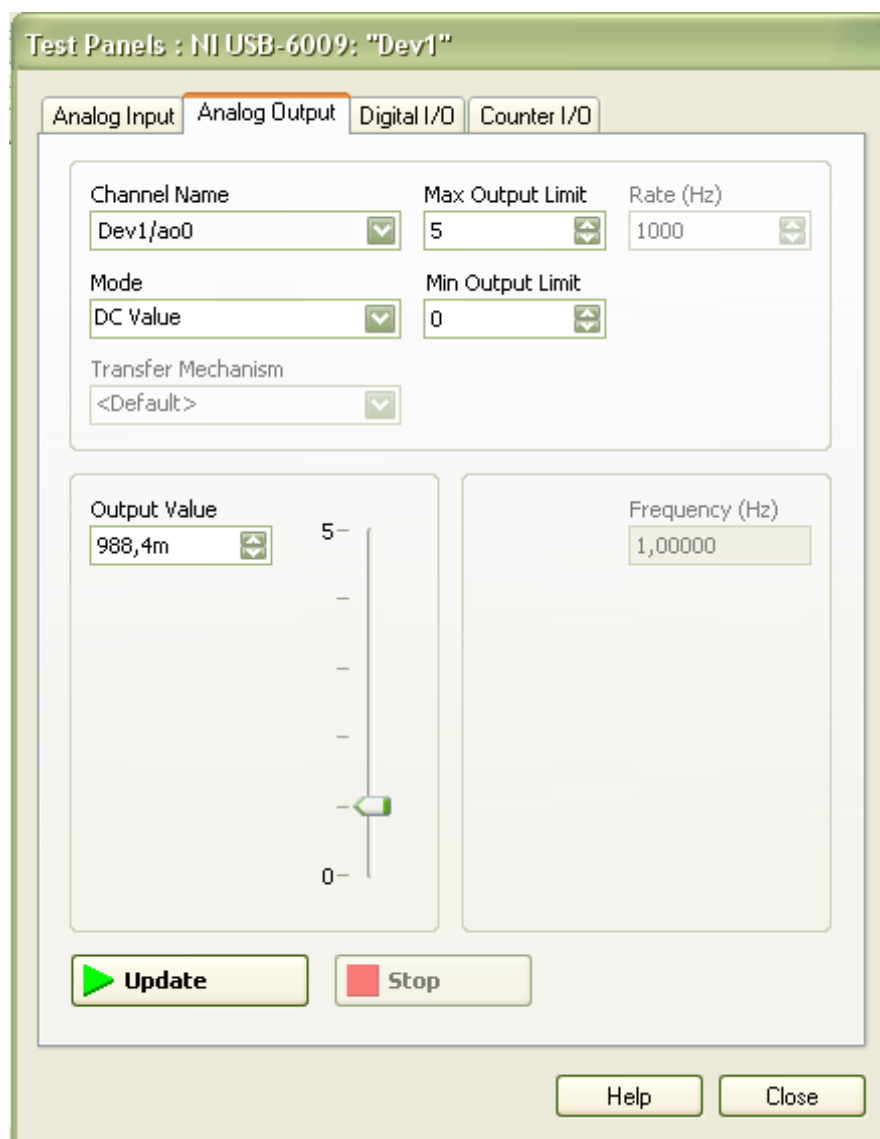 Test Panels : NI USB-6009: "Dev1"
Analog Input Analog Output Digital I/O Counter I/O
Channel Name Max Output Limit Rate (Hz)
Dev1/ao0 5 1000
Mode Min Output Limit
DC Value 0
Transfer Mechanism
<Default>
Output Value Frequency (Hz)
988,4m 5 1,00000
0
Update Stop
Help Close